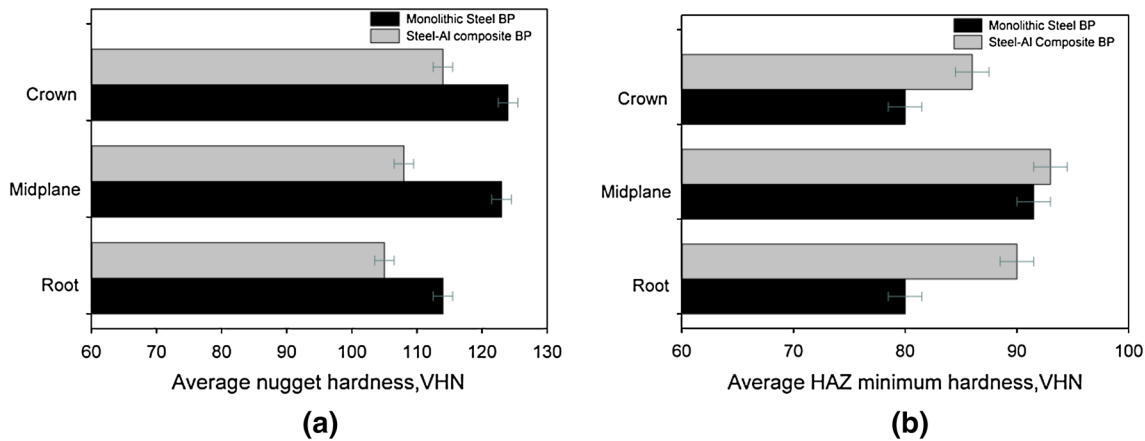 Monolithic Steel BP
Steel-Al composite BP
Crown
Midplane
Root
60 70 80 90 100 110 120 130
Average nugget hardness,VHN
(a)
Monolithic Steel BP
Steel-Al Composite BP
Crown
Midplane
Root
60 70 80 90 100
Average HAZ minimum hardness,VHN
(b)